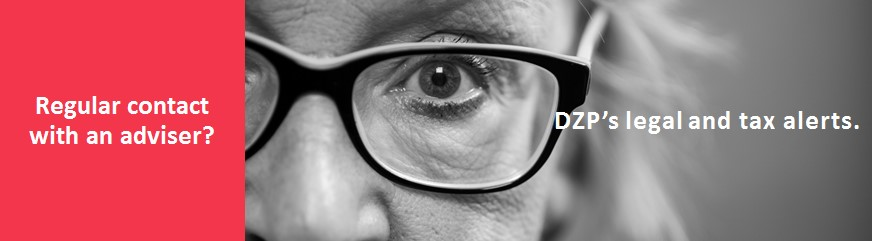 Regular contact
with an adviser?
DZP's legal and tax alerts.